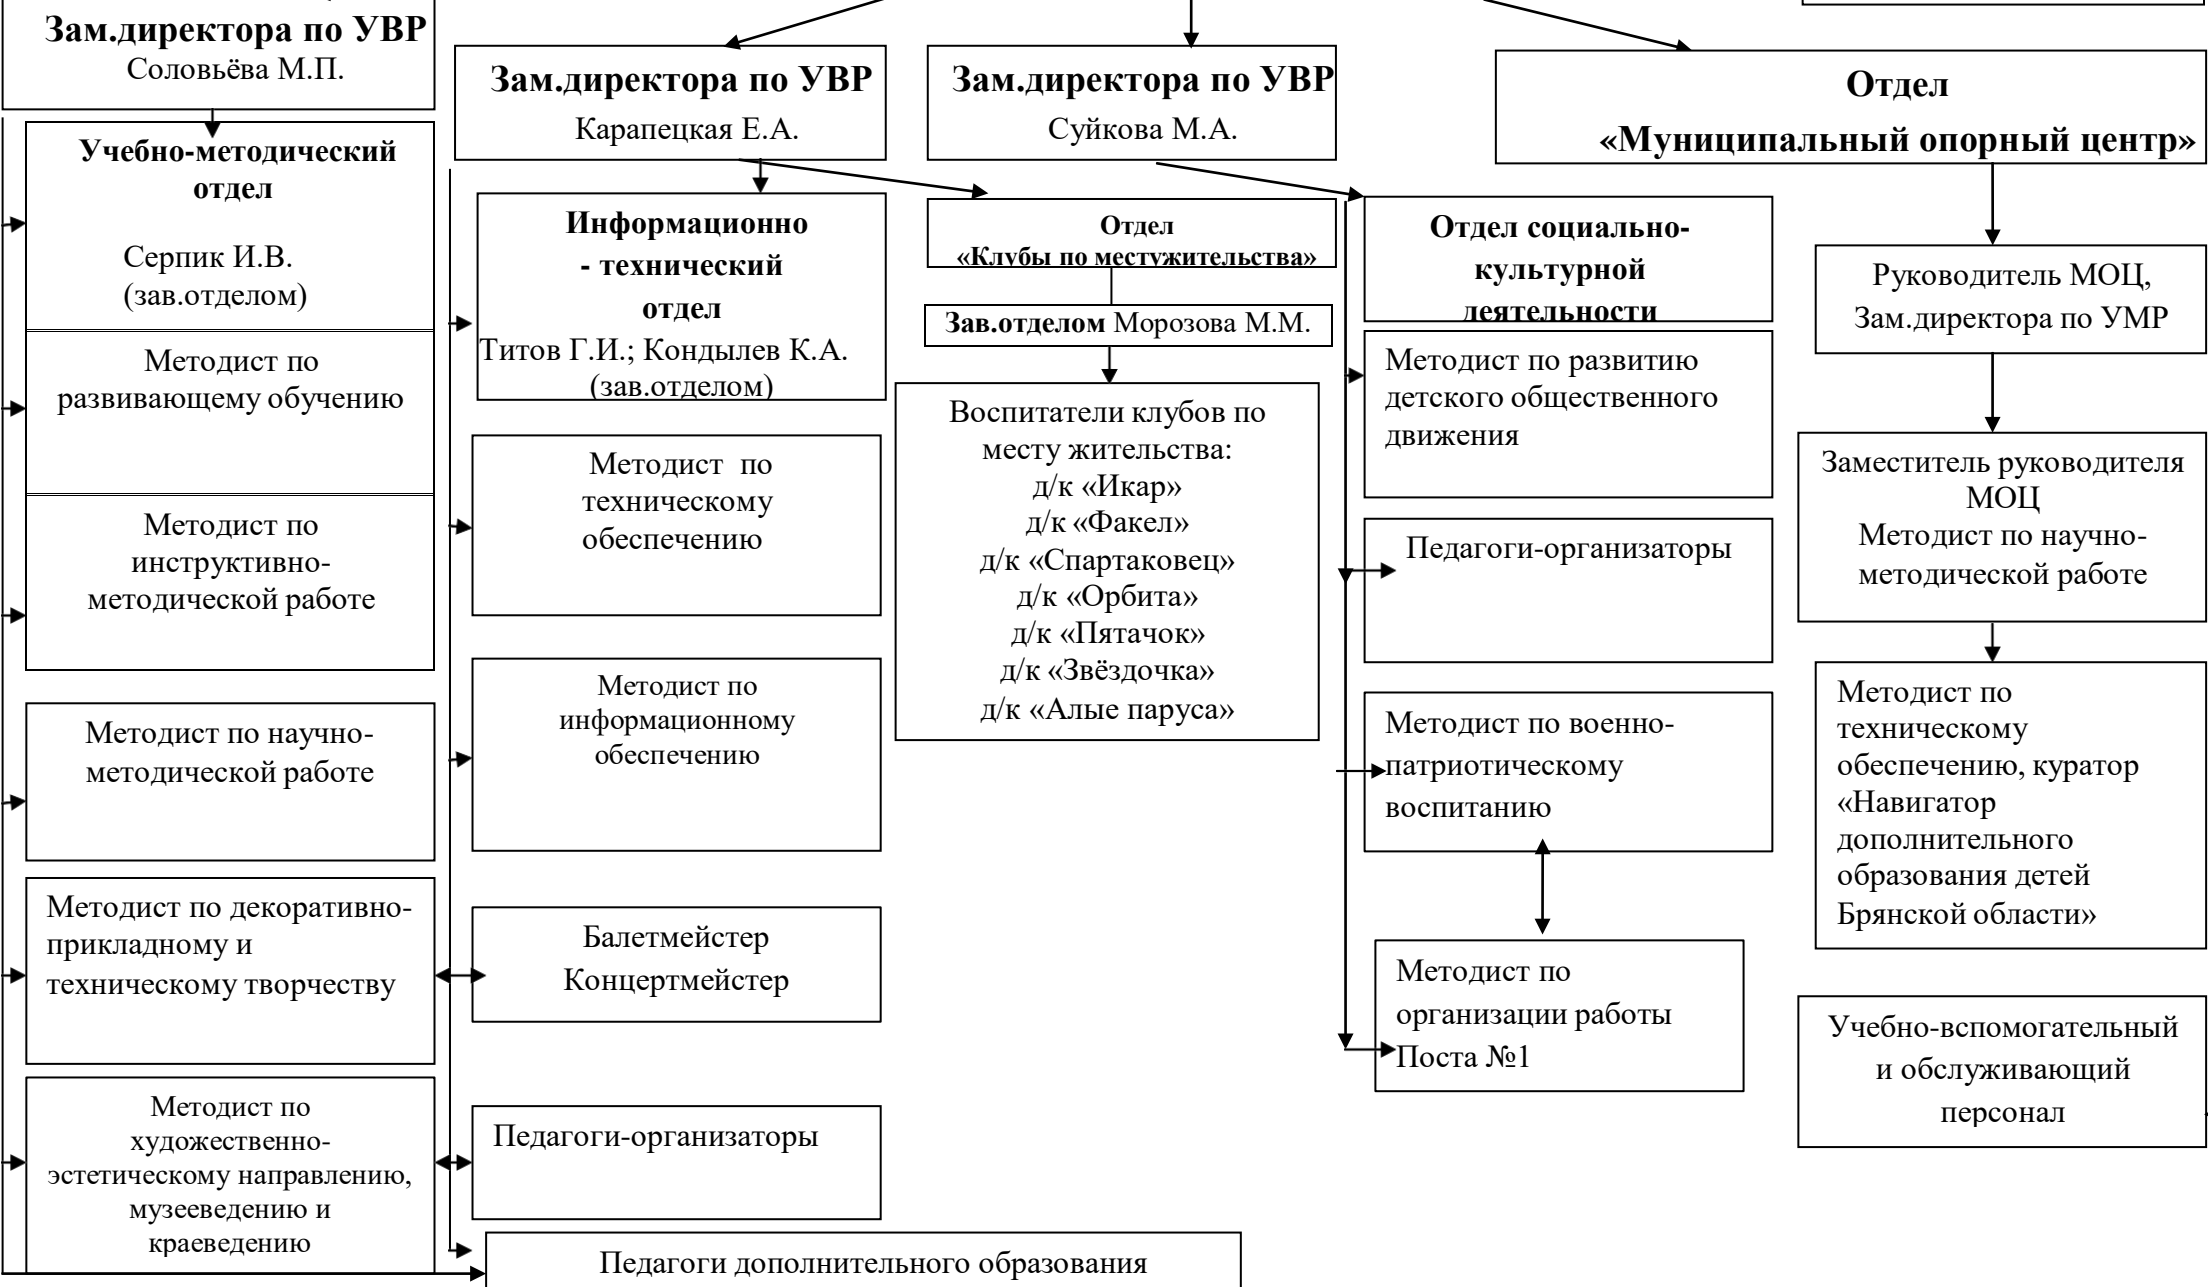 Зам.директора по УВР
Соловьёва М.П.
Учебно-методический
отдел
Серпик И.В.
(зав.отделом)
Методист по
развивающему обучению
Методист по
инструктивно-
методической работе
Методист по научно-
методической работе
Методист по декоративно-
прикладному и
техническому творчеству
Методист по
художественно-
эстетическому направлению,
музееведению и
краеведению
Зам.директора по УВР
Карапецкая Е.А.
Информационно
- технический
отдел
Титов Г.И.; Кондылев К.А.
(зав.отделом)
Методист по
техническому
обеспечению
Методист по
информационному
обеспечению
Балетмейстер
Концертмейстер
Педагоги-организаторы
Педагоги дополнительного образования
Отдел
«Клубы по местужительства»
Зав.отделом Морозова М.М.
Воспитатели клубов по
месту жительства:
д/к «Икар»
д/к «Факел»
д/к «Спартаковец»
д/к «Орбита»
д/к «Пятачок»
д/к «Звёздочка»
д/к «Алые паруса»
Зам.директора по УВР
Суйкова М.А.
Отдел социально-
культурной
деятельности
Методист по развитию
детского общественного
движения
Педагоги-организаторы
Методист по военно-
патриотическому
воспитанию
Методист по
организации работы
Поста №1
Отдел
«Муниципальный опорный центр»
Руководитель МОЦ,
Зам.директора по УМР
Заместитель руководителя
МОЦ
Методист по научно-
методической работе
Методист по
техническому
обеспечению, куратор
«Навигатор
дополнительного
образования детей
Брянской области»
Учебно-вспомогательный
и обслуживающий
персонал